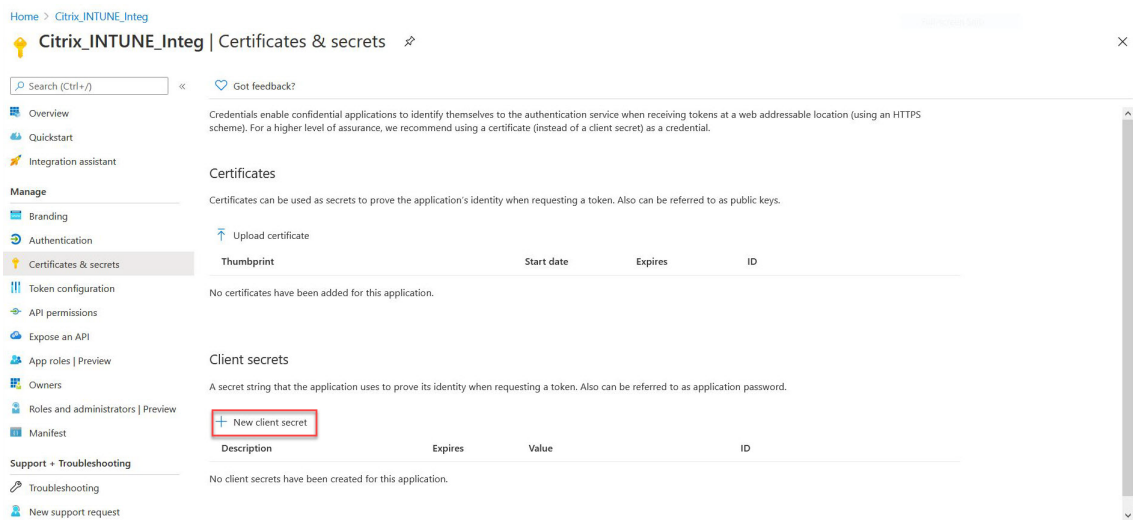 Home > Citrix_INTUNE_Integ
Citrix_INTUNE_Integ | Certificates & secrets
Search (Ctrl+/)
«
Overview
Quickstart
Integration assistant
Manage
Branding
Authentication
Certificates & secrets
Token configuration
API permissions
Expose an API
App roles | Preview
Owners
Roles and administrators | Preview
Manifest
Support + Troubleshooting
Troubleshooting
New support request
Got feedback?
Credentials enable confidential applications to identify themselves to the authentication service when receiving tokens at a web addressable location (using an HTTPS
scheme). For a higher level of assurance, we recommend using a certificate (instead of a client secret) as a credential.
Certificates
Certificates can be used as secrets to prove the application's identity when requesting a token. Also can be referred to as public keys.
Upload certificate
Thumbprint Start date Expires ID
No certificates have been added for this application.
Client secrets
A secret string that the application uses to prove its identity when requesting a token. Also can be referred to as application password.
New client secret
Description Expires Value ID
No client secrets have been created for this application.